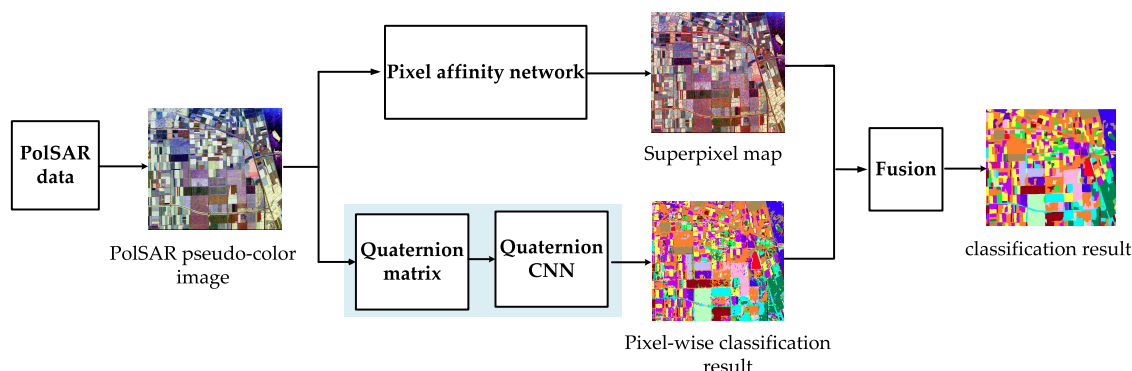 PolSAR
data
PolSAR pseudo-color
image
Pixel affinity network
Superpixel map
Quaternion
matrix
Quaternion
CNN
Pixel-wise classification
result
Fusion
classification result